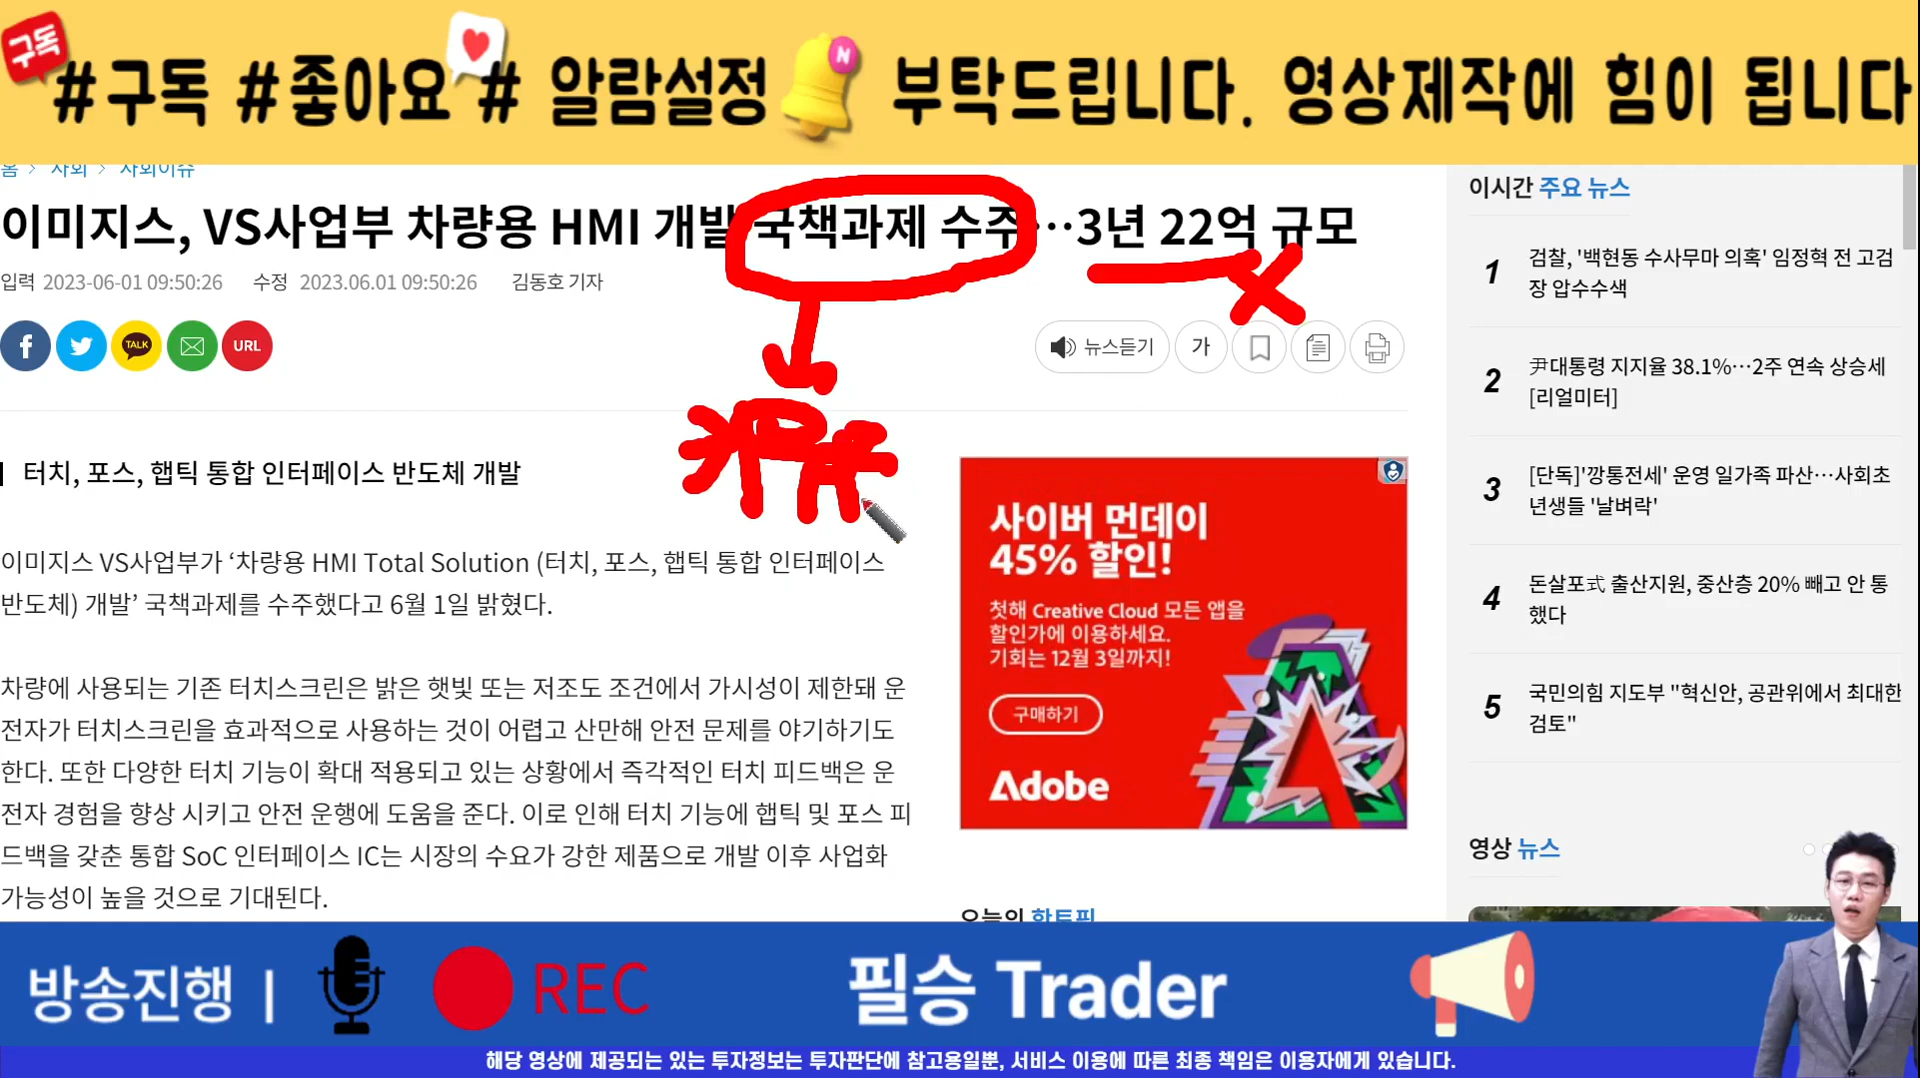 구독
#구독 #좋아요# 알람설정 N 부탁드립니다. 영상제작에 힘이 됩니다
홈 > 사회 > 사회이슈
이미지스, VS사업부 차량용 HMI 개발 국책과제 수주…3년 22억 규모
입력 2023-06-01 09:50:26 수정 2023.06.01 09:50:26 김동호 기자
f TALK URL
뉴스듣기 가
터치, 포스, 햅틱 통합 인터페이스 반도체 개발
이미지스 VS사업부가 ‘차량용 HMI Total Solution (터치, 포스, 햅틱 통합 인터페이스
반도체) 개발’ 국책과제를 수주했다고 6월 1일 밝혔다.
차량에 사용되는 기존 터치스크린은 밝은 햇빛 또는 저조도 조건에서 가시성이 제한돼 운
전자가 터치스크린을 효과적으로 사용하는 것이 어렵고 산만해 안전 문제를 야기하기도
한다. 또한 다양한 터치 기능이 확대 적용되고 있는 상황에서 즉각적인 터치 피드백은 운
전자 경험을 향상 시키고 안전 운행에 도움을 준다. 이로 인해 터치 기능에 햅틱 및 포스 피
드백을 갖춘 통합 SoC 인터페이스 IC는 시장의 수요가 강한 제품으로 개발 이후 사업화
가능성이 높을 것으로 기대된다.
사이버 먼데이
45% 할인!
첫해 Creative Cloud 모든 앱을
할인가에 이용하세요.
기회는 12월 3일까지!
구매하기
Adobe
오늘의 핫토픽
이시간 주요 뉴스
1 검찰, '백현동 수사무마 의혹' 임정혁 전 고검
장 압수수색
2 尹대통령 지지율 38.1%…2주 연속 상승세
[리얼미터]
3 [단독]'깡통전세' 운영 일가족 파산…사회초
년생들 '날벼락'
4 돈살포式 출산지원, 중산층 20% 빼고 안 통
했다
5 국민의힘 지도부 "혁신안, 공관위에서 최대한
검토"
영상 뉴스
방송진행 | REC 필승 Trader
해당 영상에 제공되는 있는 투자정보는 투자판단에 참고용일뿐, 서비스 이용에 따른 최종 책임은 이용자에게 있습니다.